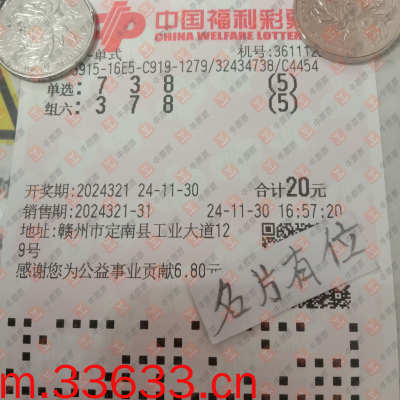 中国福利彩票
CHINA WELFARE LOTTERY
单式
机号:361112
3915-16E5-C919-1279/32434738/C4454
单选: 7 3 8 (5)
组六: 3 7 8 (5)
开奖期:2024321 24-11-30 合计20元
销售期:2024321-31 24-11-30 16:57:20
地址:赣州市定南县工业大道12
9号
感谢您为公益事业贡献6.80元
名片有位
m.33633.cn